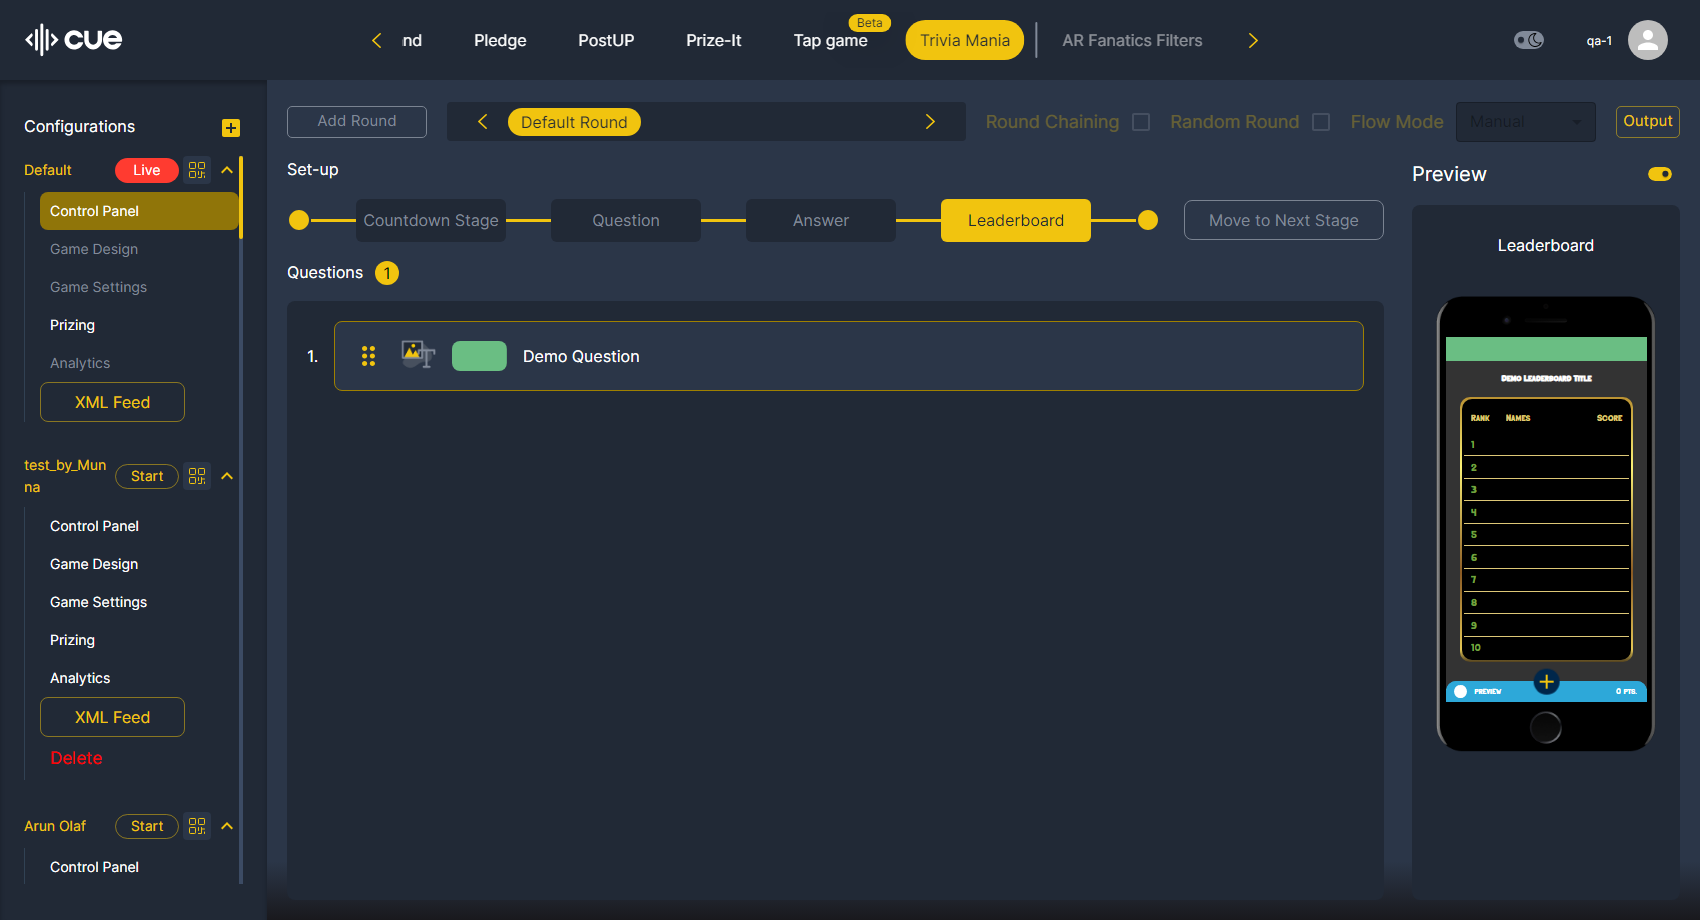 cue
nd
Pledge
PostUP
Prize-It
Tap game
Beta
Trivia Mania
AR Fanatics Filters
qa-1
Configurations
Default
Live
Control Panel
Game Design
Game Settings
Prizing
Analytics
XML Feed
test_by_Mun
na
Start
Control Panel
Game Design
Game Settings
Prizing
Analytics
XML Feed
Delete
Arun Olaf
Start
Control Panel
Add Round
Default Round
Round Chaining
Random Round
Flow Mode
Manual
Output
Set-up
Countdown Stage
Question
Answer
Leaderboard
Move to Next Stage
Questions 1
1.
Demo Question
Preview
Leaderboard
Demo Leaderboard Title
Rank Names Score
1
2
3
4
5
6
7
8
9
10
PREVIEW
0 PTS.